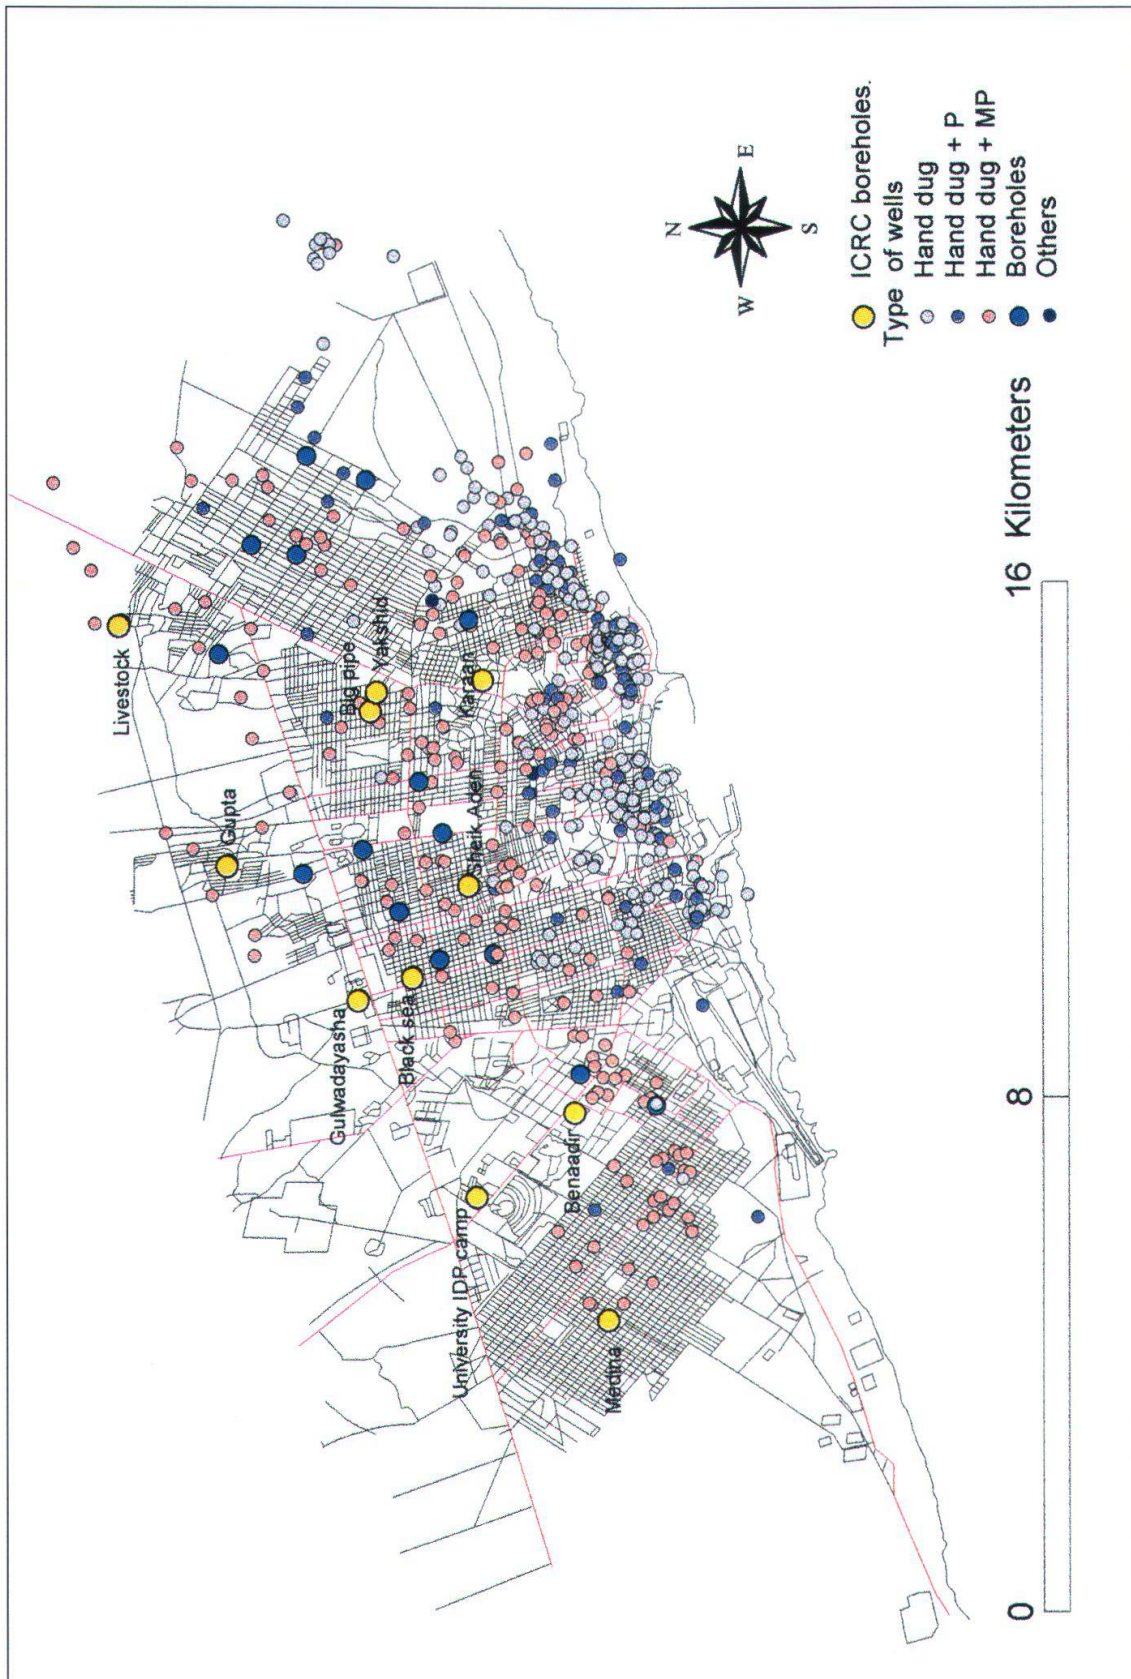 Livestock
Gupta
Big pipe
Yakshid
Karaan
Sheik Aden
Gulwadayasha
Black sea
University IDP camp
Benaadir
Medina
N
W
E
S
ICRC boreholes.
Type of wells
Hand dug
Hand dug + P
Hand dug + MP
Boreholes
Others
0
8
16 Kilometers